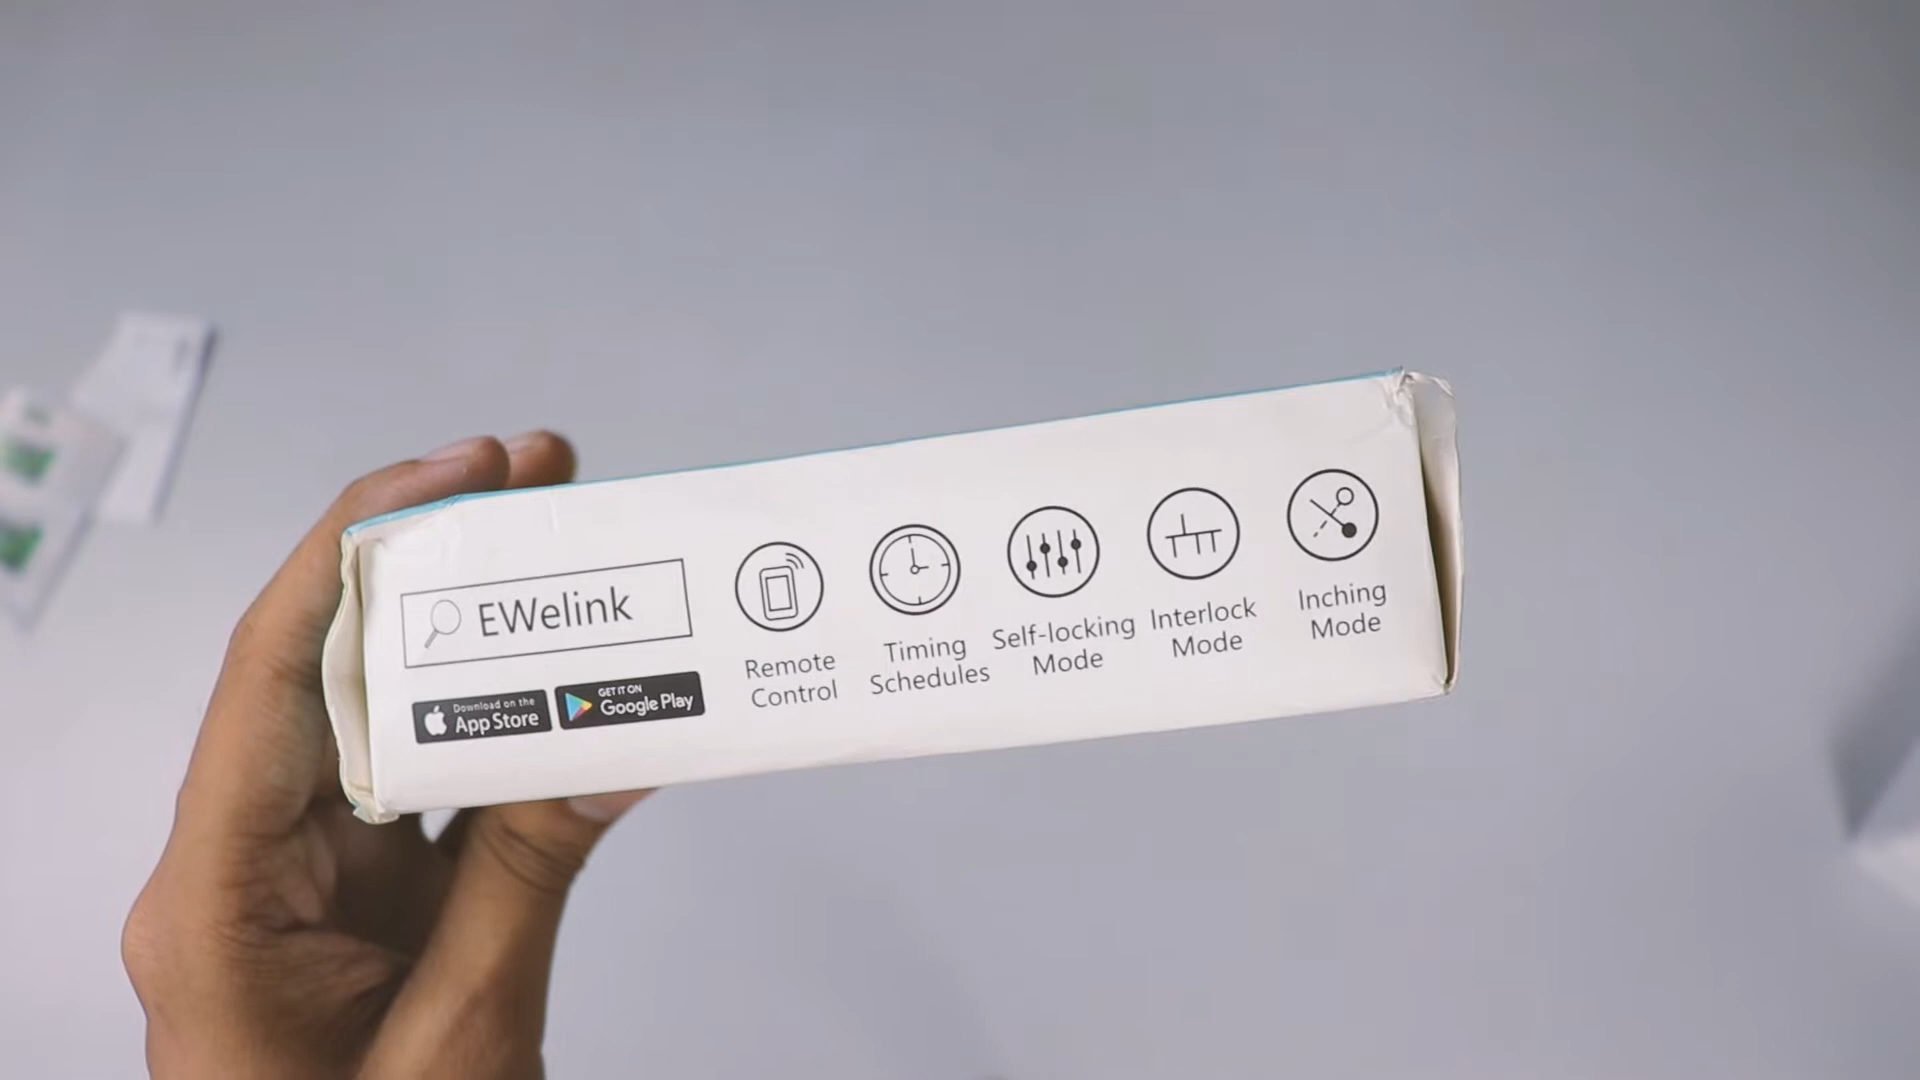 EWelink
Download on the
App Store
GET IT ON
Google Play
Remote
Control
Timing
Schedules
Self-locking
Mode
Interlock
Mode
Inching
Mode